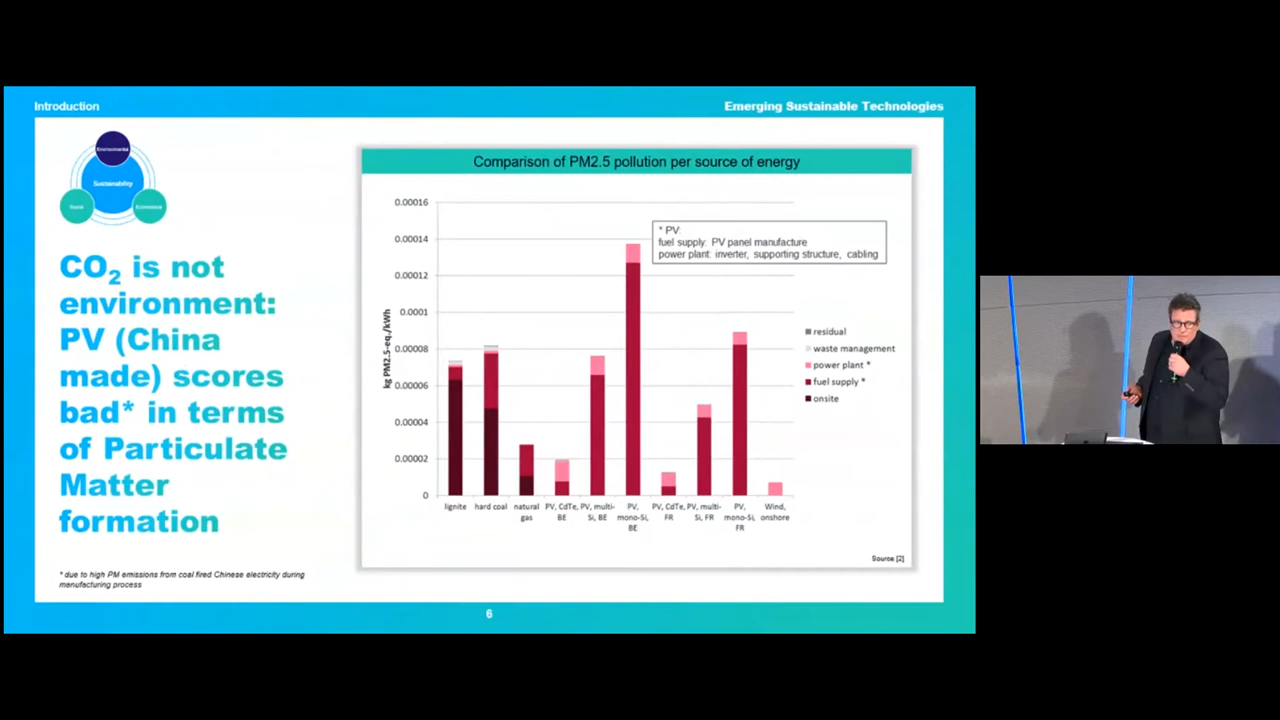 Introduction
Emerging Sustainable Technologies
Environmental
Sustainability
Social
Economical
CO2 is not
environment:
PV (China
made) scores
bad* in terms
of Particulate
Matter
formation
* due to high PM emissions from coal fired Chinese electricity during
manufacturing process
Comparison of PM2.5 pollution per source of energy
0.00016
0.00014
0.00012
0.0001
0.00008
0.00006
0.00004
0.00002
0
kg PM2.5-eq./kWh
* PV:
fuel supply: PV panel manufacture
power plant: inverter, supporting structure, cabling
residual
waste management
power plant *
fuel supply *
onsite
lignite
hard coal
natural
gas
PV, CdTe,
BE
PV, multi-
Si, BE
PV,
mono-Si,
BE
PV, CdTe,
FR
PV, multi-
Si, FR
PV,
mono-Si,
FR
Wind,
onshore
Source [2]
6